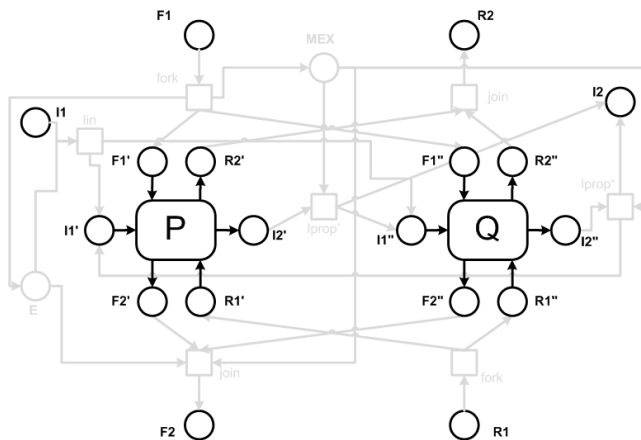 F1
R2
MEX
fork
join
I1
lin
I2
F1'
R2'
F1"
R2"
Iprop"
P
Q
I1'
I2'
Iprop'
I1"
I2"
E
F2'
R1'
F2"
R1"
join
fork
F2
R1